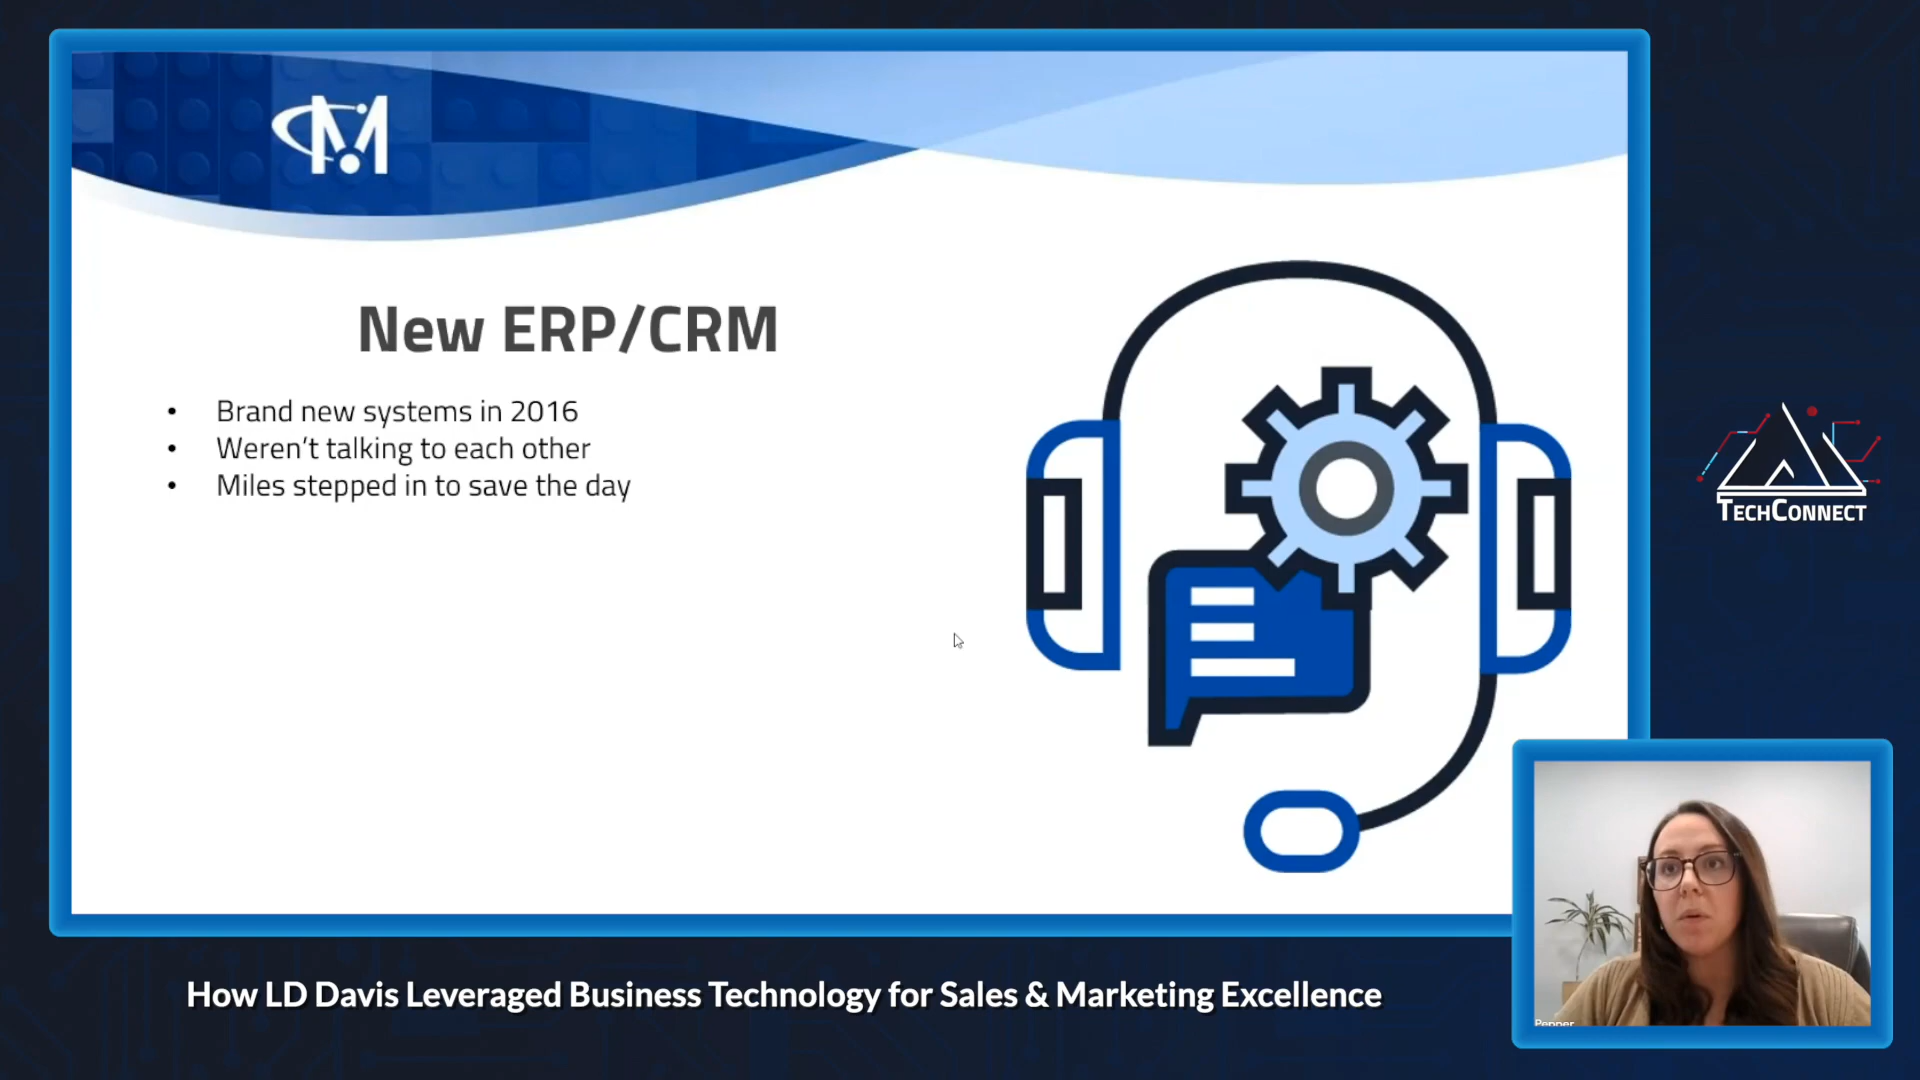 M
New ERP/CRM
• Brand new systems in 2016
• Weren't talking to each other
• Miles stepped in to save the day
TECHCONNECT
Pepper
How LD Davis Leveraged Business Technology for Sales & Marketing Excellence